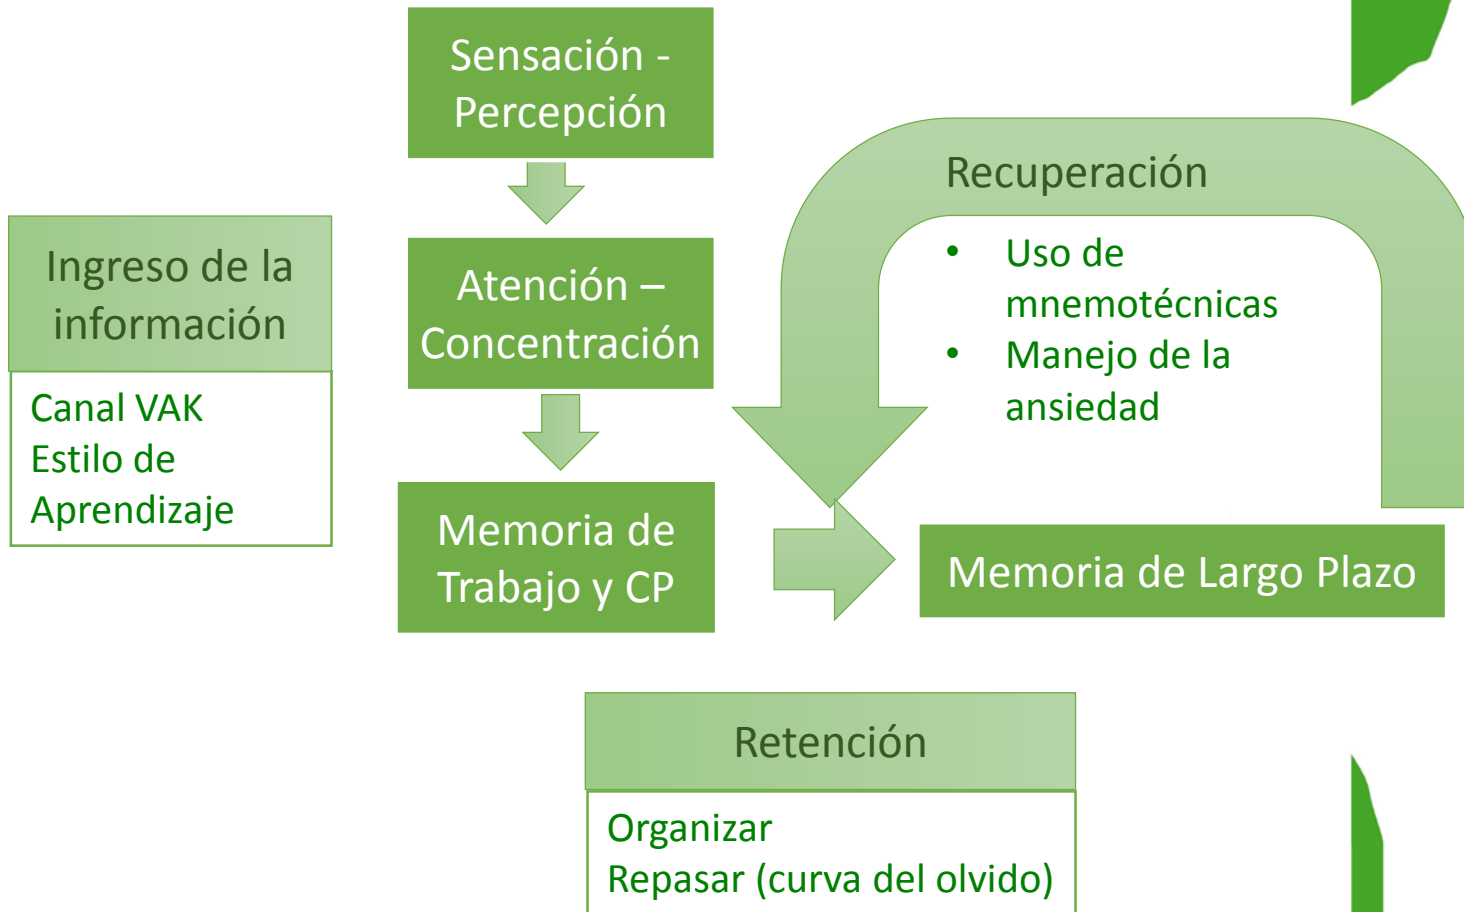 Sensación -
Percepción
Recuperación
• Uso de
mnemotécnicas
• Manejo de la
ansiedad
Ingreso de la
información
Canal VAK
Estilo de
Aprendizaje
Atención –
Concentración
Memoria de
Trabajo y CP
Memoria de Largo Plazo
Retención
Organizar
Repasar (curva del olvido)